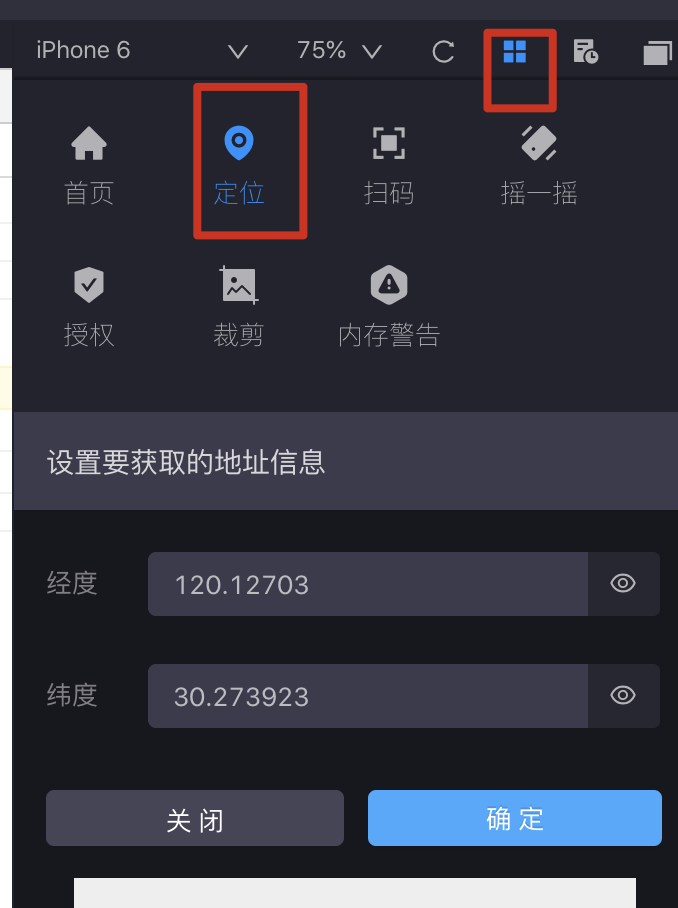 iPhone 6 75%
首页 定位 扫码 摇一摇
授权 裁剪 内存警告
设置要获取的地址信息
经度 120.12703
纬度 30.273923
关 闭 确 定